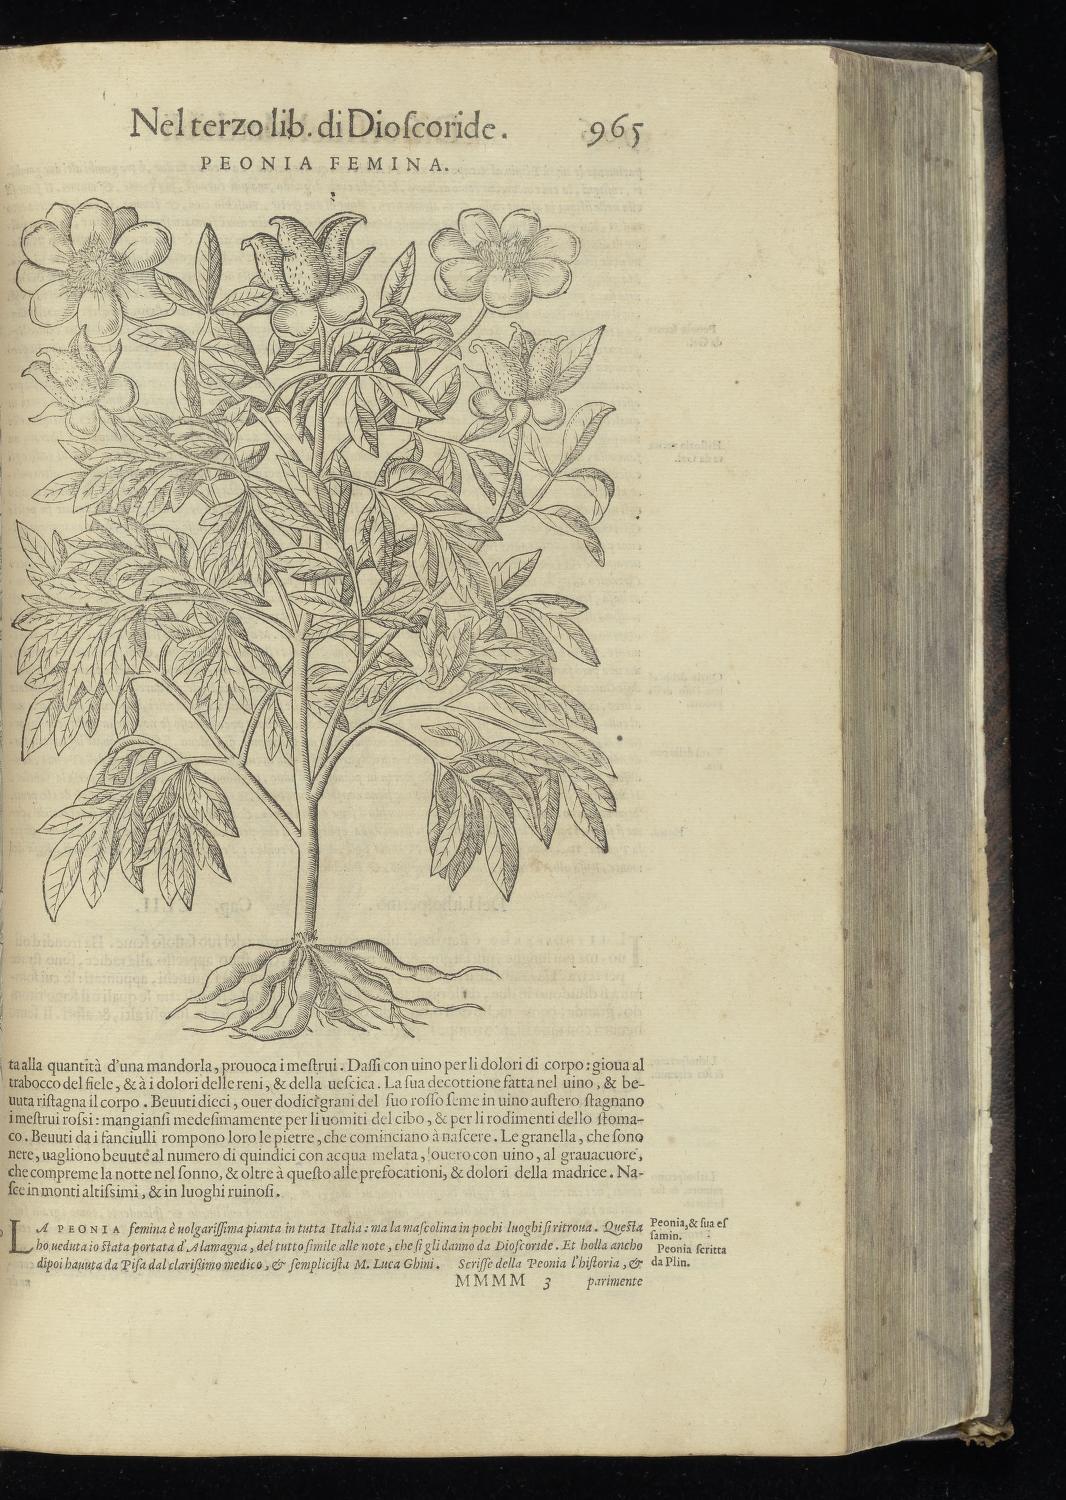 Nel terzo lib. di Dioſcoride. 965
PEONIA FEMINA.
ta alla quantità d'una mandorla, prouoca i meſtrui. Daſſi con uino per li dolori di corpo: gioua al
trabocco del fiele, & à i dolori delle reni, & della ueſcica. La ſua decottione fatta nel uino, & be-
uuta riſtagna il corpo. Beuuti dieci, ouer dodici grani del ſuo roſſo ſeme in uino auſtero ſtagnano
i meſtrui roſsi: mangianſi medeſimamente per li uomiti del cibo, & per li rodimenti dello ſtoma-
co. Beuuti da i fanciulli rompono loro le pietre, che cominciano à naſcere. Le granella, che ſono
nere, uagliono beuute al numero di quindici con acqua melata, ouero con uino, al grauacuore,
che compreme la notte nel ſonno, & oltre à queſto alle prefocationi, & dolori della madrice. Na-
ſce in monti altiſsimi, & in luoghi ruinoſi.
LA PEONIA femina è uolgariſſima pianta in tutta Italia: ma la maſcolina in pochi luoghi ſi ritroua. Queſta
ho ueduta io ſtata portata d'Alamagna, del tutto ſimile alle note, che ſi gli danno da Dioſcoride. Et holla ancho
dipoi hauuta da Piſa dal clariſsimo medico, & ſempliciſta M. Luca Ghini. Scriſſe della Peonia l'hiſtoria, &
Peonia, & ſua eſ
ſamin.
Peonia ſcritta
da Plin.
MMMM 3 parimente